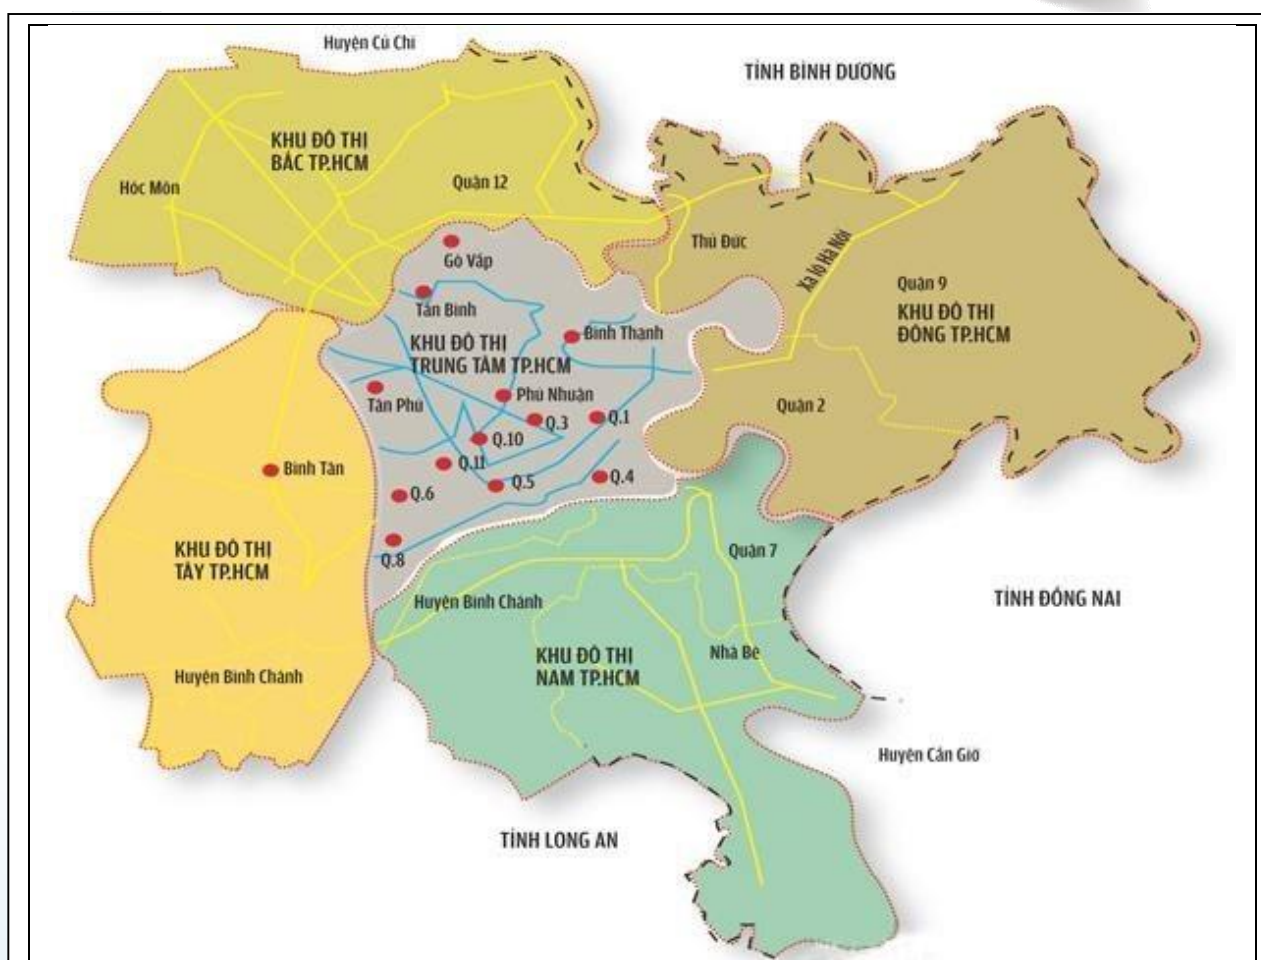 Huyện Củ Chi
TỈNH BÌNH DƯƠNG
KHU ĐÔ THỊ
BẮC TP.HCM
Hóc Môn
Quận 12
Thủ Đức
Xa lộ Hà Nội
Gò Vấp
Quận 9
KHU ĐÔ THỊ
ĐÔNG TP.HCM
Tân Bình
Bình Thạnh
KHU ĐÔ THỊ
TRUNG TÂM TP.HCM
Tân Phú
Phú Nhuận
Quận 2
Q.3
Q.1
Q.10
Q.11
Bình Tân
Q.5
Q.4
Q.6
Q.8
KHU ĐÔ THỊ
TÂY TP.HCM
Quận 7
Huyện Bình Chánh
TỈNH ĐỒNG NAI
KHU ĐÔ THỊ
NAM TP.HCM
Nhà Bè
Huyện Bình Chánh
Huyện Cần Giờ
TỈNH LONG AN